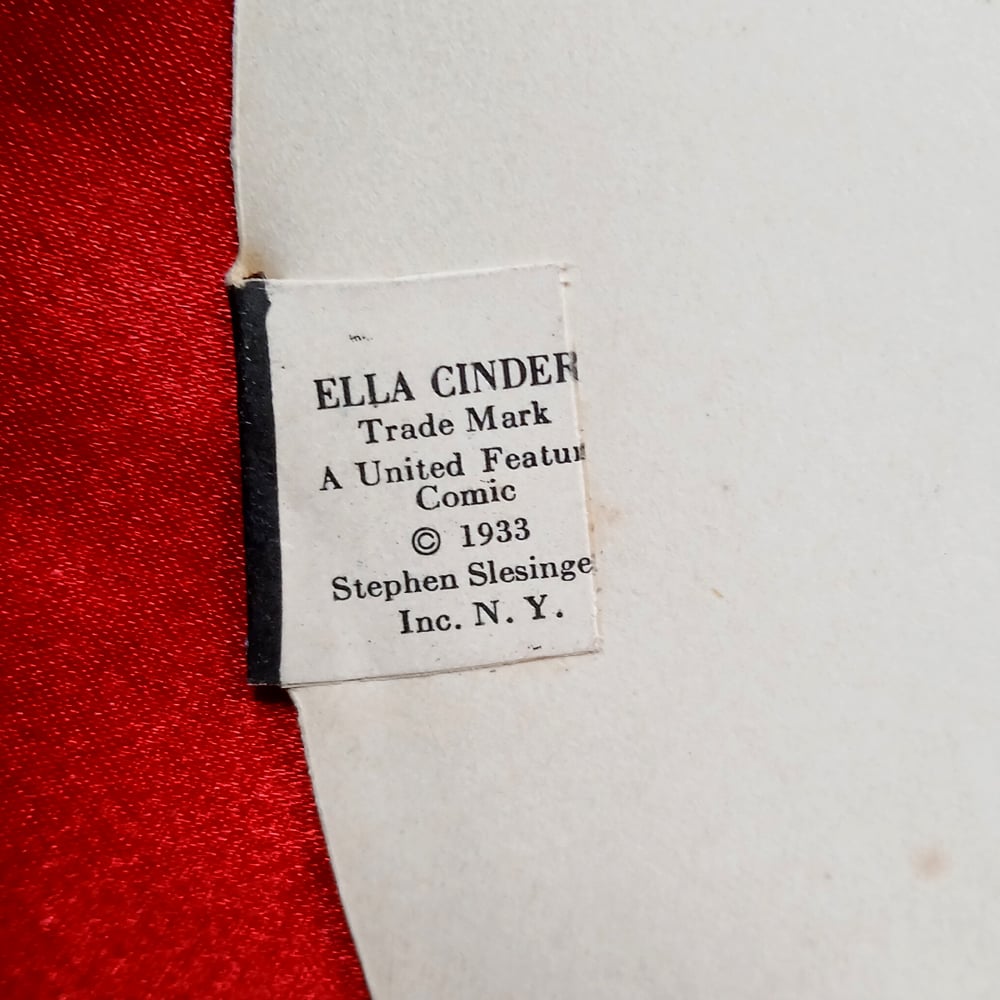 ELLA CINDER
Trade Mark
A United Featur
Comic
© 1933
Stephen Slesinge
Inc. N. Y.